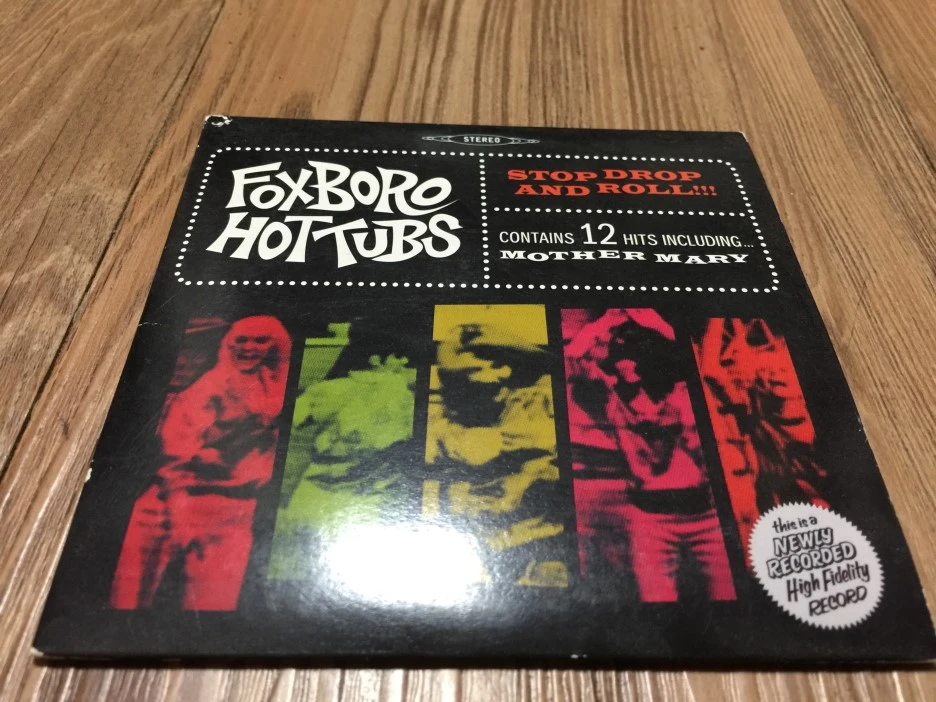 STEREO
FOXBORO
HOT TUBS
STOP DROP
AND ROLL!!!
CONTAINS 12 HITS INCLUDING...
MOTHER MARY
this is a
NEWLY
RECORDED
High Fidelity
RECORD